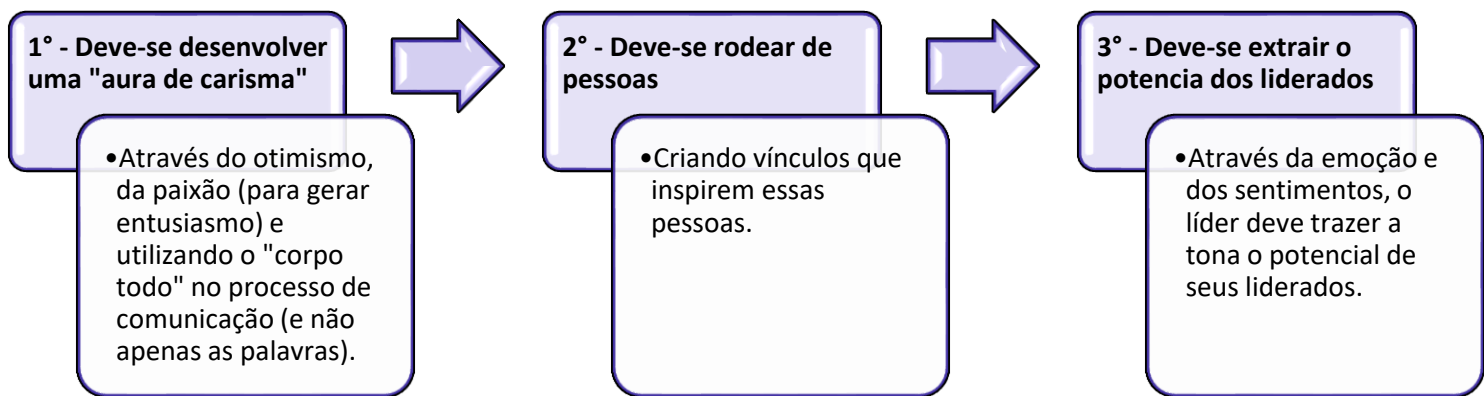 1° - Deve-se desenvolver
uma "aura de carisma"
•Através do otimismo,
da paixão (para gerar
entusiasmo) e
utilizando o "corpo
todo" no processo de
comunicação (e não
apenas as palavras).
2° - Deve-se rodear de
pessoas
•Criando vínculos que
inspirem essas
pessoas.
3° - Deve-se extrair o
potencia dos liderados
•Através da emoção e
dos sentimentos, o
líder deve trazer a
tona o potencial de
seus liderados.